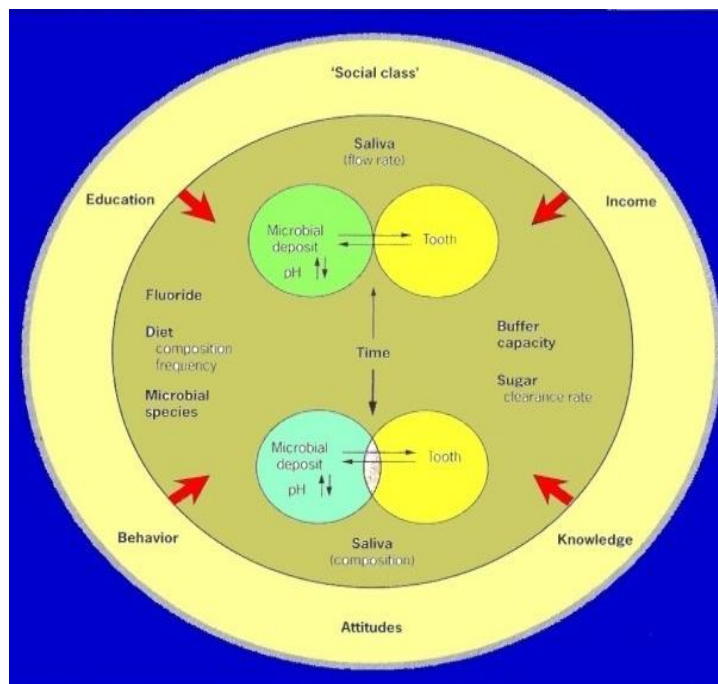 'Social class'
Saliva
(flow rate)
Education
Income
Microbial
deposit
pH
Tooth
Fluoride
Diet
composition
frequency
Microbial
species
Time
Buffer
capacity
Sugar
clearance rate
Microbial
deposit
pH
Tooth
Saliva
(composition)
Behavior
Knowledge
Attitudes